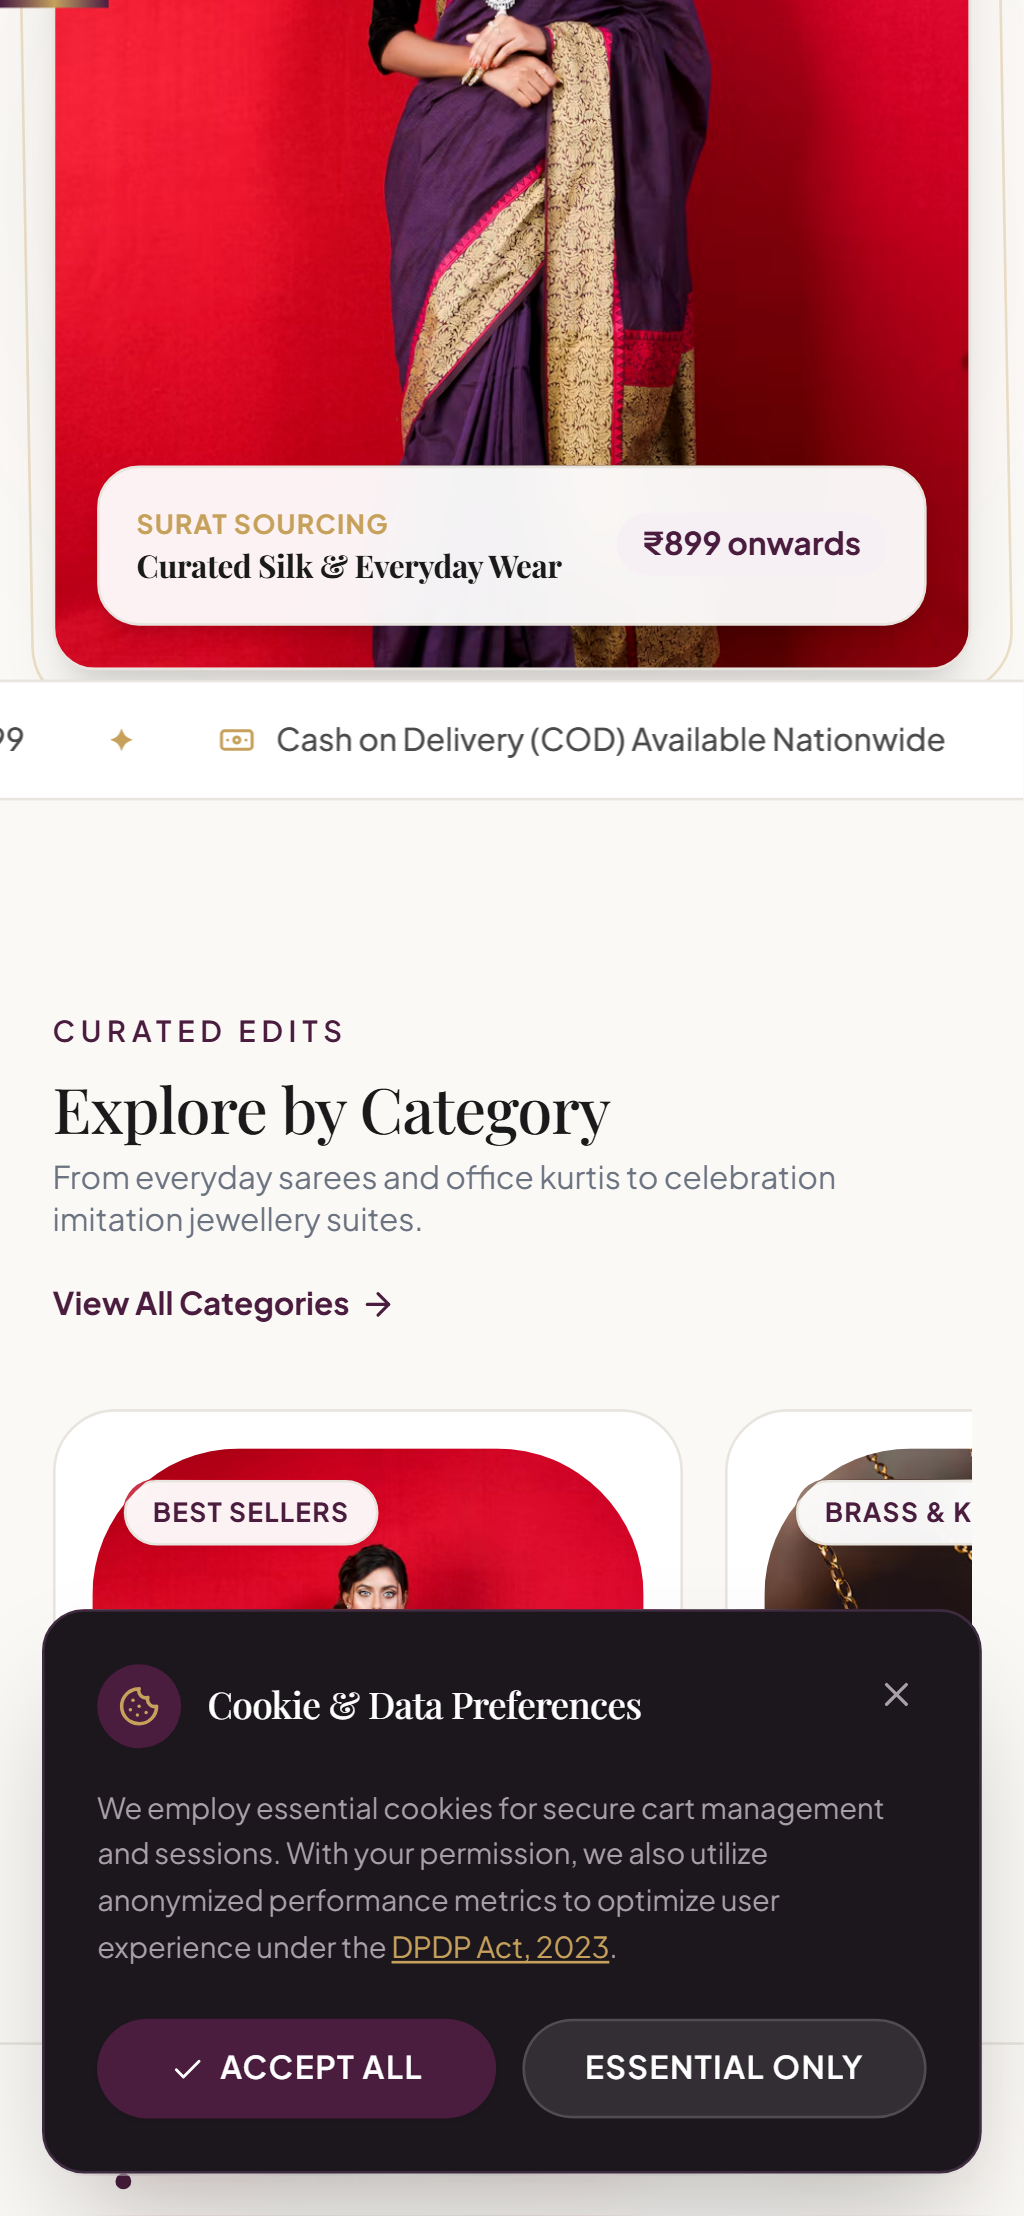 SURAT SOURCING
Curated Silk & Everyday Wear
₹899 onwards
99
Cash on Delivery (COD) Available Nationwide
CURATED EDITS
Explore by Category
From everyday sarees and office kurtis to celebration
imitation jewellery suites.
View All Categories →
BEST SELLERS
BRASS & K
Cookie & Data Preferences
We employ essential cookies for secure cart management
and sessions. With your permission, we also utilize
anonymized performance metrics to optimize user
experience under the DPDP Act, 2023.
ACCEPT ALL
ESSENTIAL ONLY